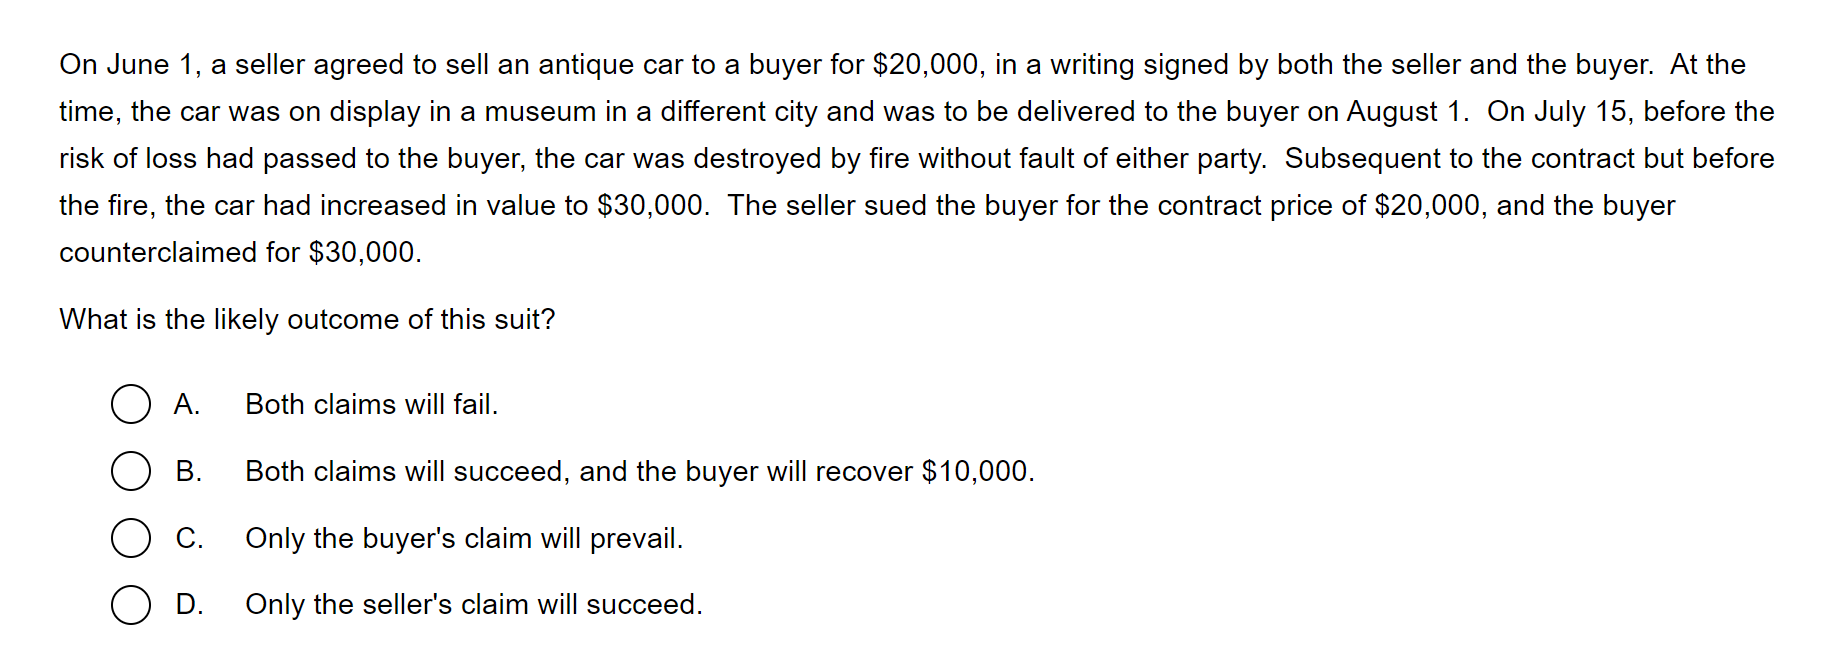 On June 1, a seller agreed to sell an antique car to a buyer for $20,000, in a writing signed by both the seller and the buyer.  At the
time, the car was on display in a museum in a different city and was to be delivered to the buyer on August 1.  On July 15, before the
risk of loss had passed to the buyer, the car was destroyed by fire without fault of either party.  Subsequent to the contract but before
the fire, the car had increased in value to $30,000.  The seller sued the buyer for the contract price of $20,000, and the buyer
counterclaimed for $30,000.
What is the likely outcome of this suit?
A. Both claims will fail.
B. Both claims will succeed, and the buyer will recover $10,000.
C. Only the buyer's claim will prevail.
D. Only the seller's claim will succeed.